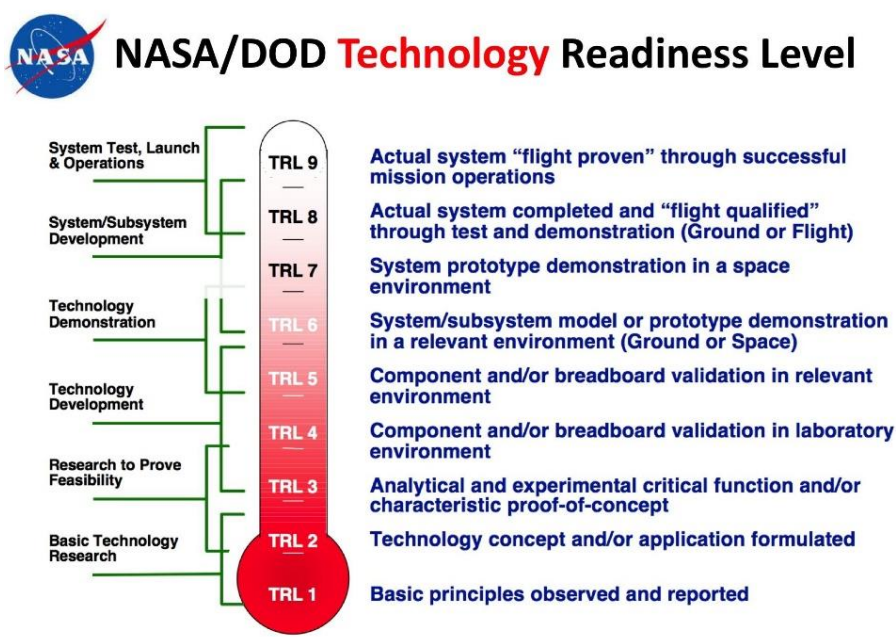 NASA
NASA/DOD Technology Readiness Level
System Test, Launch
& Operations
System/Subsystem
Development
Technology
Demonstration
Technology
Development
Research to Prove
Feasibility
Basic Technology
Research
TRL 9
TRL 8
TRL 7
TRL 6
TRL 5
TRL 4
TRL 3
TRL 2
TRL 1
Actual system “flight proven” through successful
mission operations
Actual system completed and “flight qualified”
through test and demonstration (Ground or Flight)
System prototype demonstration in a space
environment
System/subsystem model or prototype demonstration
in a relevant environment (Ground or Space)
Component and/or breadboard validation in relevant
environment
Component and/or breadboard validation in laboratory
environment
Analytical and experimental critical function and/or
characteristic proof-of-concept
Technology concept and/or application formulated
Basic principles observed and reported